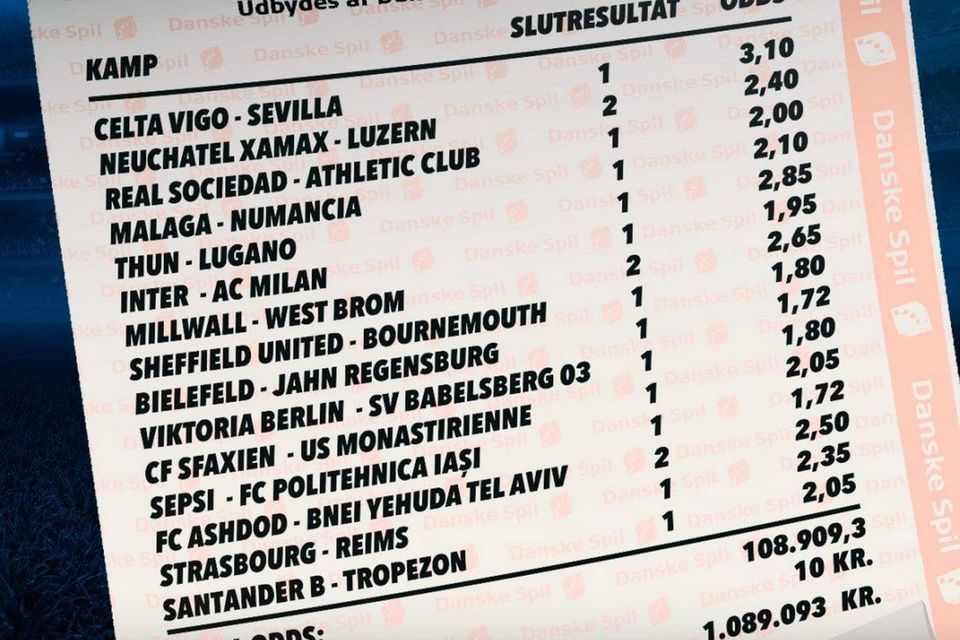 Udbydes af
KAMP SLUTRESULTAT ODDS
CELTA VIGO - SEVILLA 1 3,10
NEUCHATEL XAMAX - LUZERN 2 2,40
REAL SOCIEDAD - ATHLETIC CLUB 1 2,00
MALAGA - NUMANCIA 1 2,10
THUN - LUGANO 1 2,85
INTER - AC MILAN 1 1,95
MILLWALL - WEST BROM 2 2,65
SHEFFIELD UNITED - BOURNEMOUTH 1 1,80
BIELEFELD - JAHN REGENSBURG 1 1,72
VIKTORIA BERLIN - SV BABELSBERG 03 1 1,80
CF SFAXIEN - US MONASTIRIENNE 1 2,05
SEPSI - FC POLITEHNICA IAȘI 1 1,72
FC ASHDOD - BNEI YEHUDA TEL AVIV 2 2,50
STRASBOURG - REIMS 1 2,35
SANTANDER B - TROPEZON 1 2,05
ODDS: 108.909,3
10 KR.
1.089.093 KR.
Spil
Danske Spil
Danske Spil